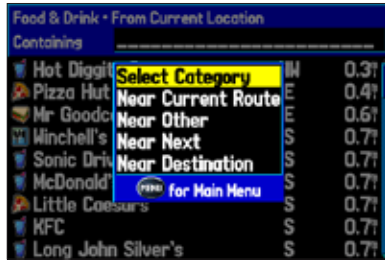 Food & Drink • From Current Location
Containing
Hot Diggit W 0.3
Pizza Hut E 0.4
Mr Goodc E 0.6
Winchell's S 0.7
Sonic Driv S 0.7
McDonald' S 0.7
Little Caesars S 0.7
KFC S 0.7
Long John Silver's S 0.7
Select Category
Near Current Route
Near Other
Near Next
Near Destination
MENU for Main Menu